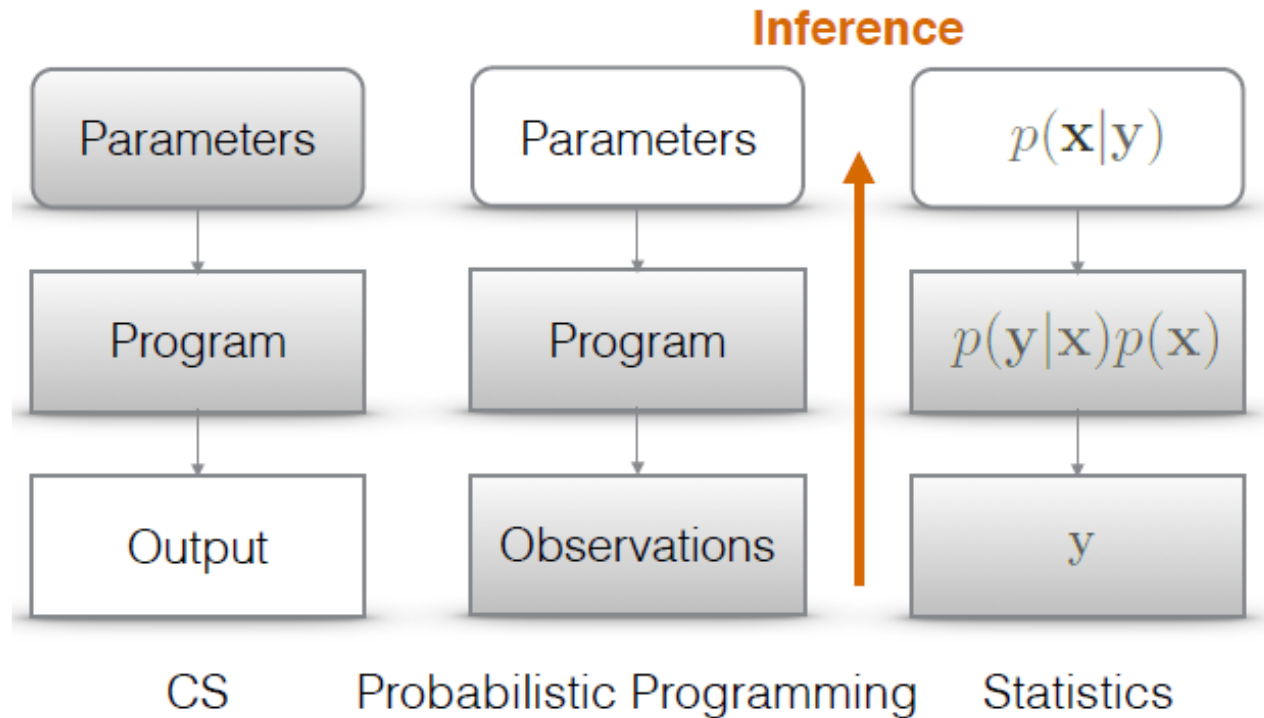 Inference
Parameters
Parameters
p(x|y)
Program
Program
p(y|x)p(x)
Output
Observations
y
CS
Probabilistic Programming
Statistics